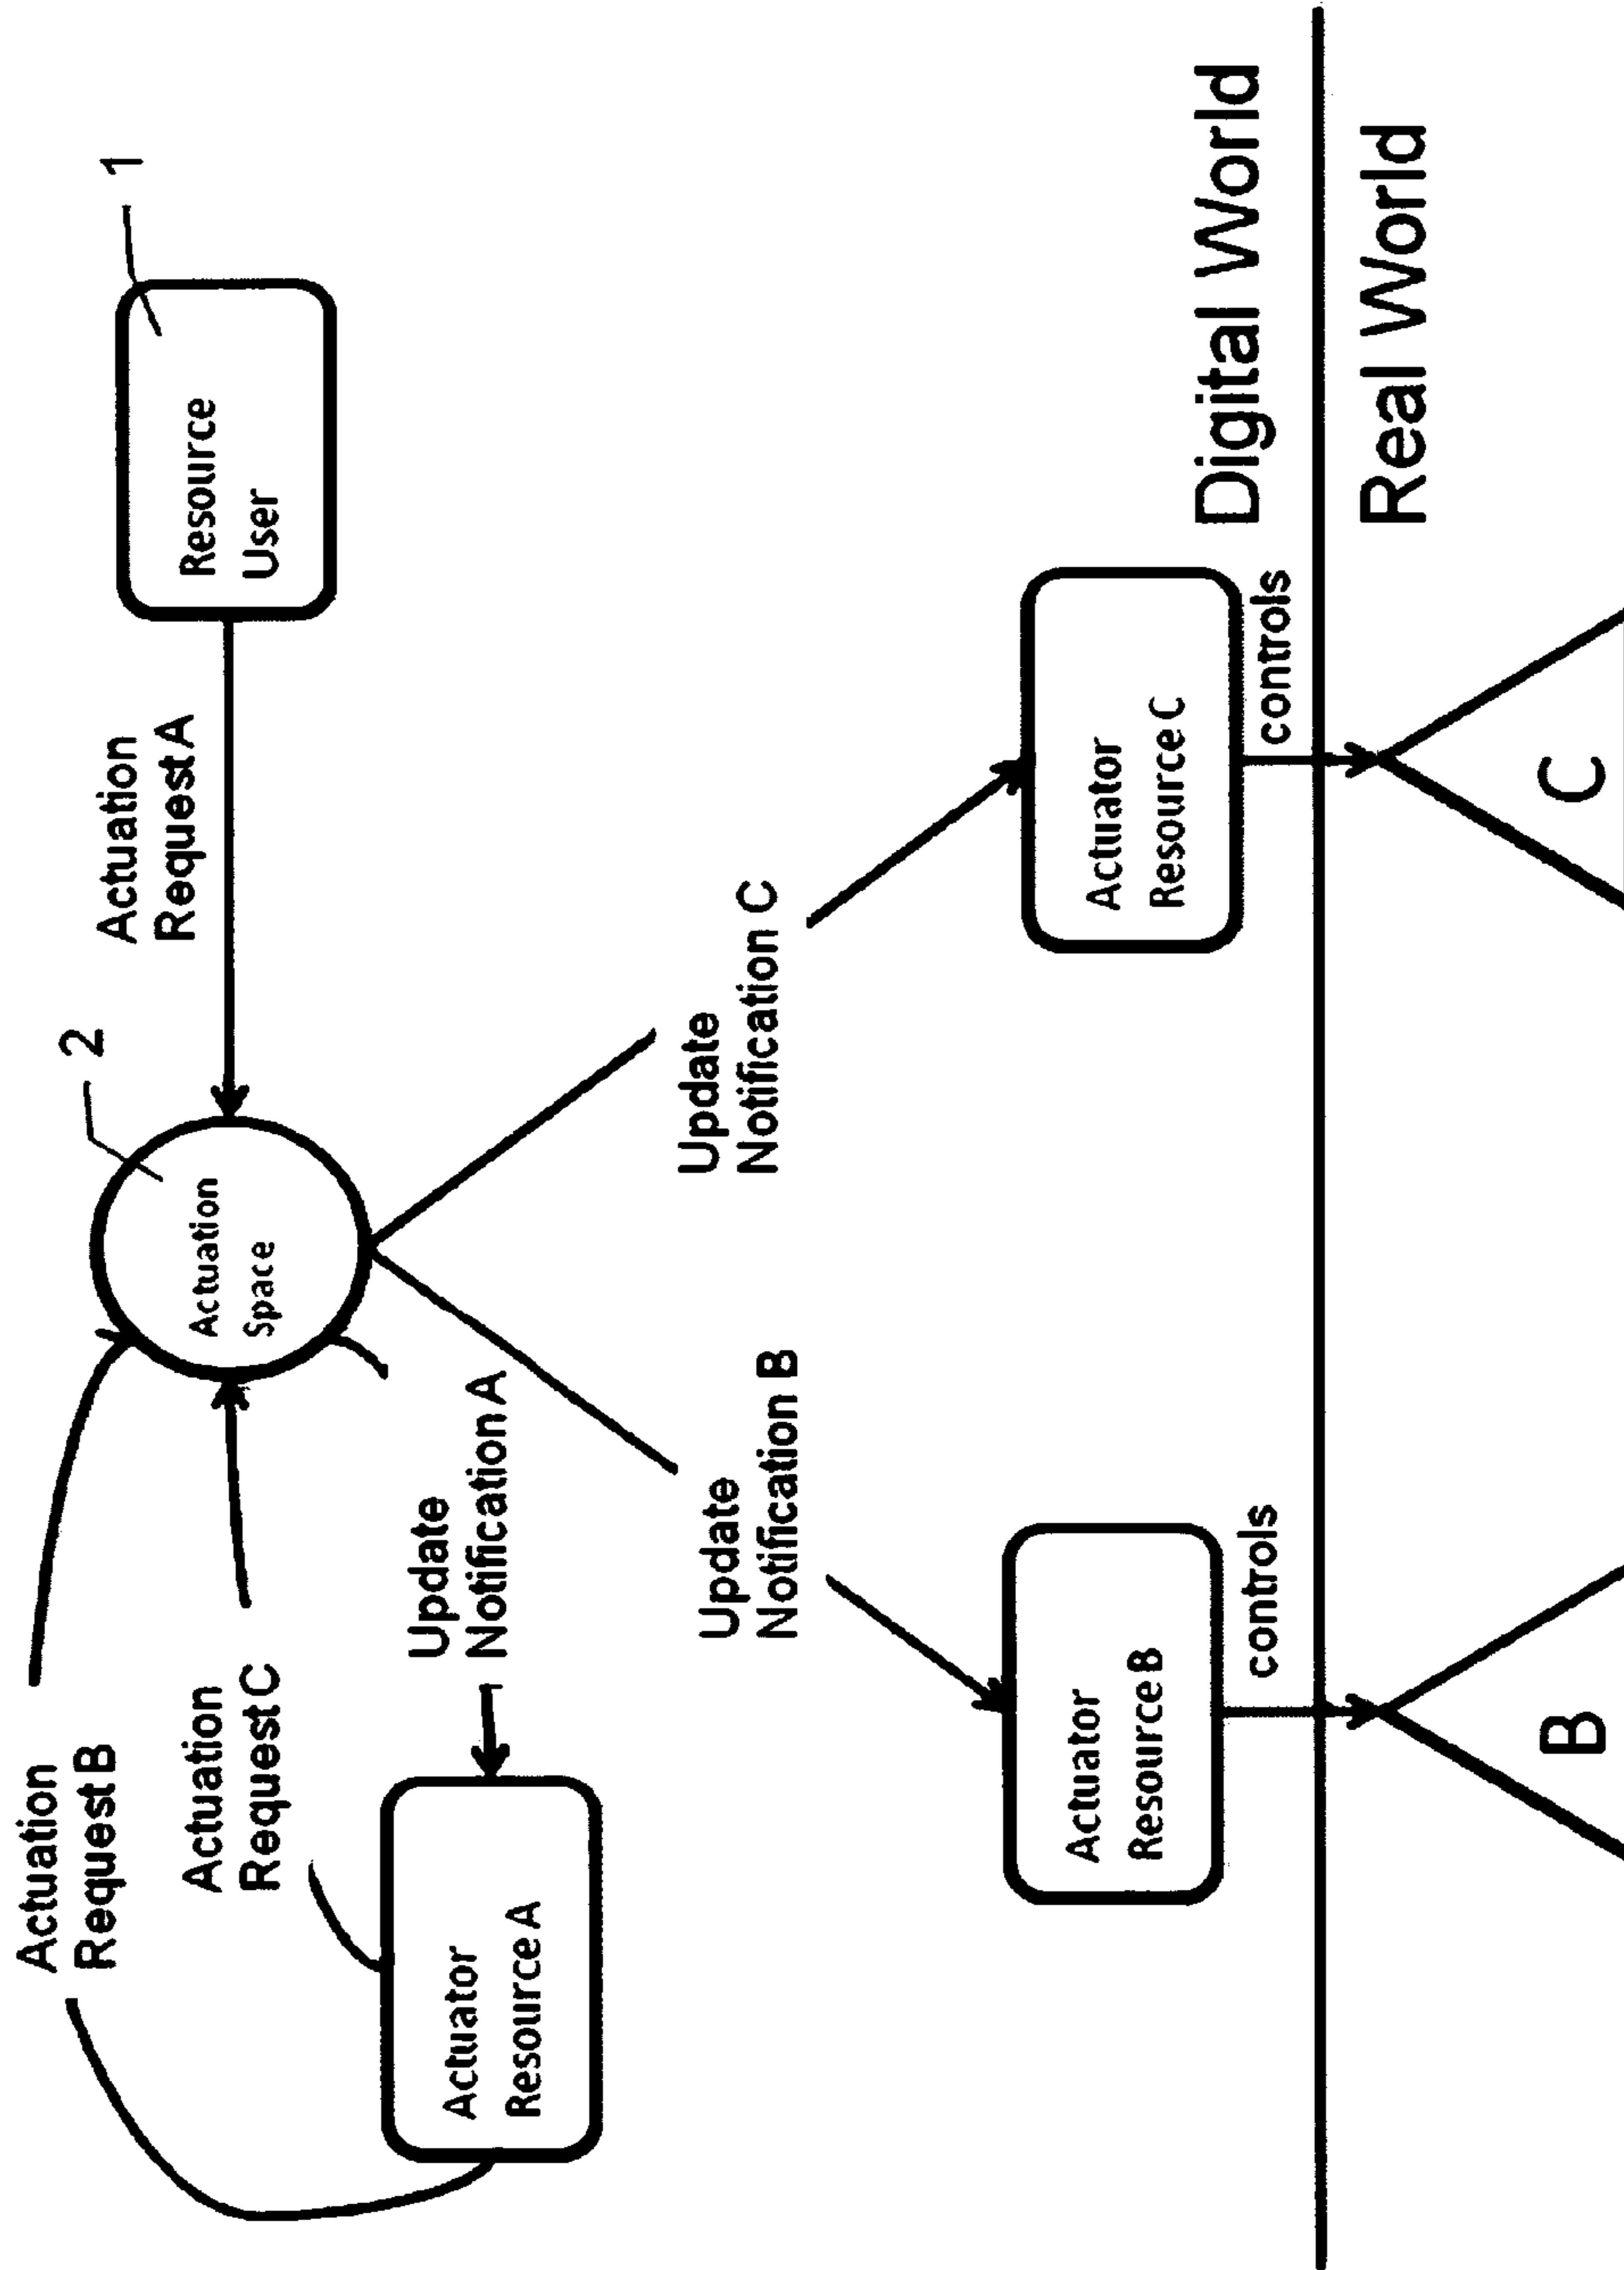 Actuation
Request B
Actuation
Request C
2
Actuation
Space
Actuation
Request A
1
Resource
User
Update
Notification A
Actuator
Resource A
Update
Notification B
Update
Notification C
Actuator
Resource B
controls
Actuator
Resource C
controls
Digital World
Real World
B
C